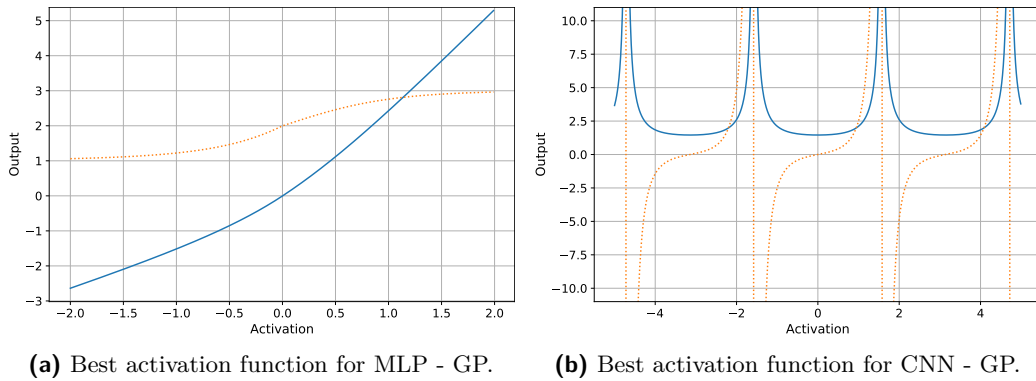 5
4
3
2
1
0
−1
−2
−3
Output
−2.0 −1.5 −1.0 −0.5 0.0 0.5 1.0 1.5 2.0
Activation
(a) Best activation function for MLP - GP.
10.0
7.5
5.0
2.5
0.0
−2.5
−5.0
−7.5
−10.0
Output
−4 −2 0 2 4
Activation
(b) Best activation function for CNN - GP.